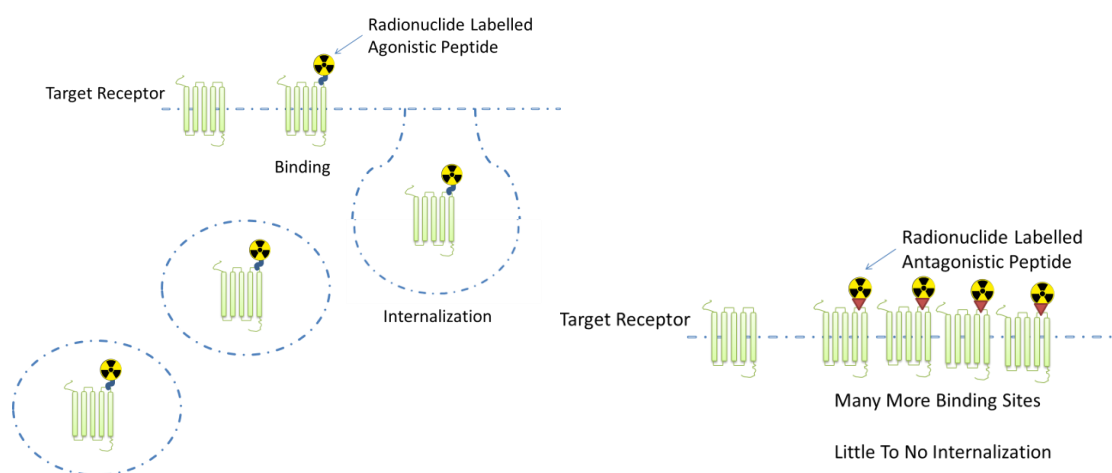 Radionuclide Labelled
Agonistic Peptide
Target Receptor
Binding
Internalization
Radionuclide Labelled
Antagonistic Peptide
Target Receptor
Many More Binding Sites
Little To No Internalization